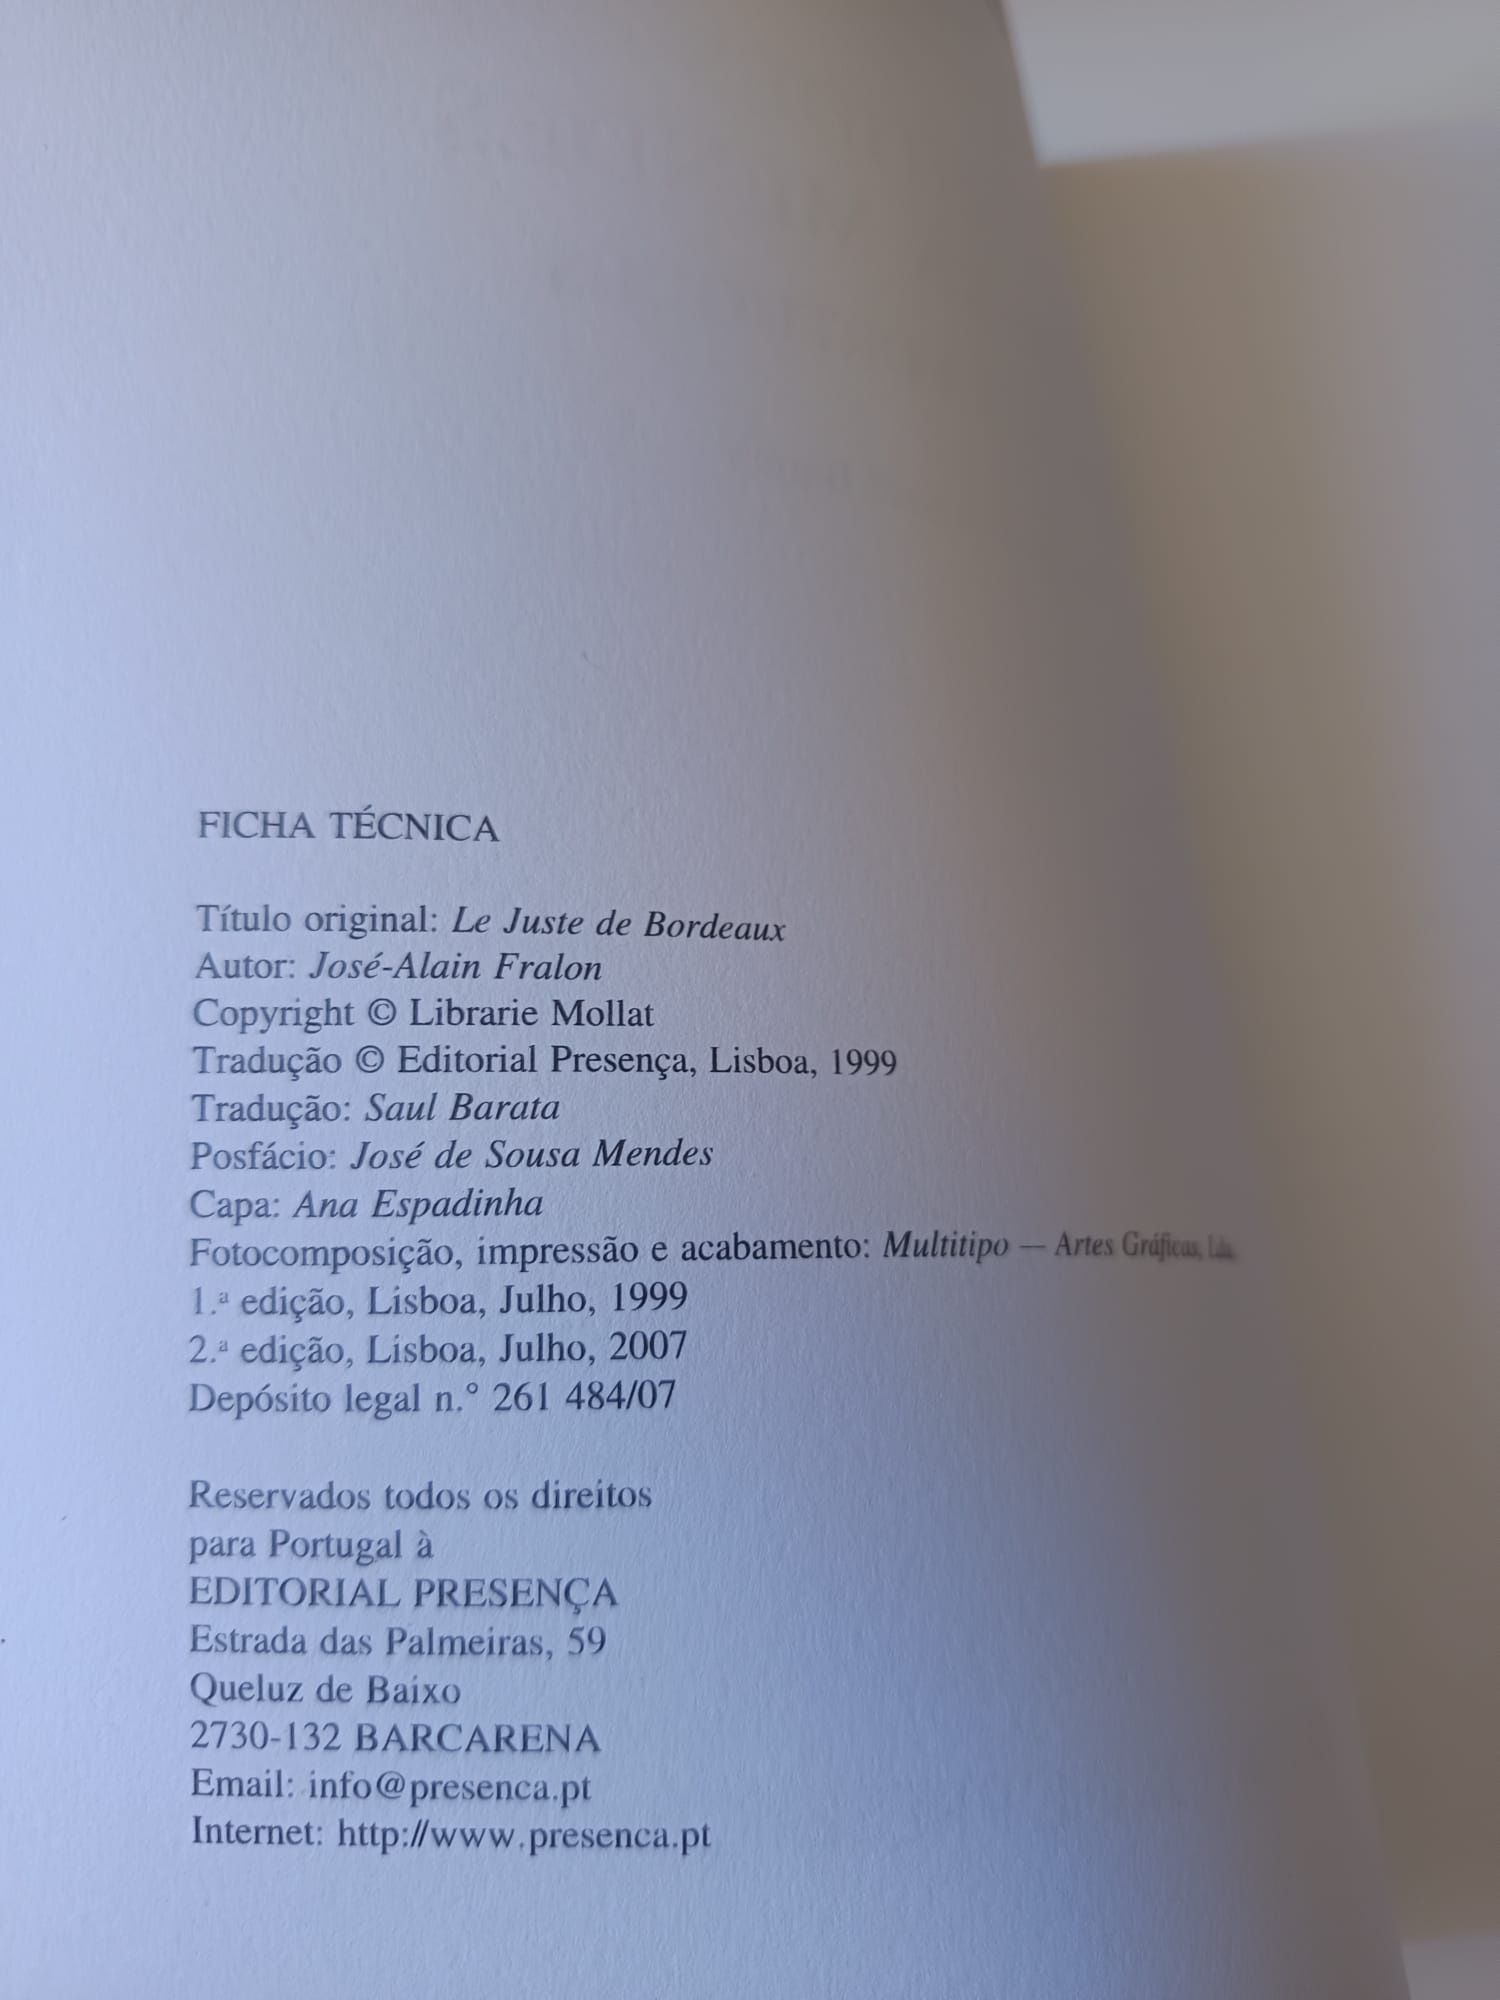 FICHA TÉCNICA
Título original: Le Juste de Bordeaux
Autor: José-Alain Fralon
Copyright © Librarie Mollat
Tradução © Editorial Presença, Lisboa, 1999
Tradução: Saul Barata
Posfácio: José de Sousa Mendes
Capa: Ana Espadinha
Fotocomposição, impressão e acabamento: Multitipo — Artes Gráficas, Lda.
1.ª edição, Lisboa, Julho, 1999
2.ª edição, Lisboa, Julho, 2007
Depósito legal n.° 261 484/07
Reservados todos os direitos
para Portugal à
EDITORIAL PRESENÇA
Estrada das Palmeiras, 59
Queluz de Baixo
2730-132 BARCARENA
Email: info@presenca.pt
Internet: http://www.presenca.pt